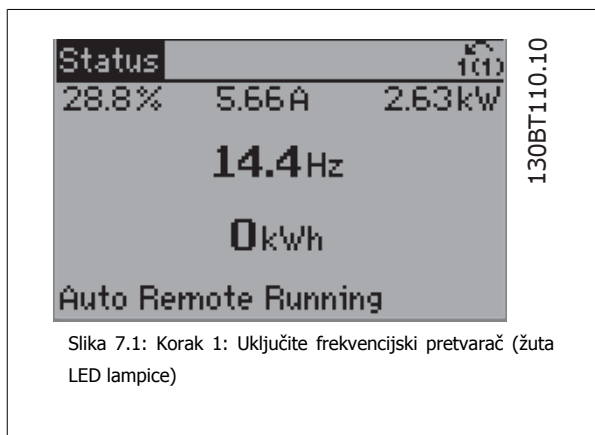 Status
1(1)
28.8% 5.66A 2.63kW
14.4Hz
0kWh
Auto Remote Running
130BT110.10
Slika 7.1: Korak 1: Uključite frekvencijski pretvarač (žuta
LED lampice)